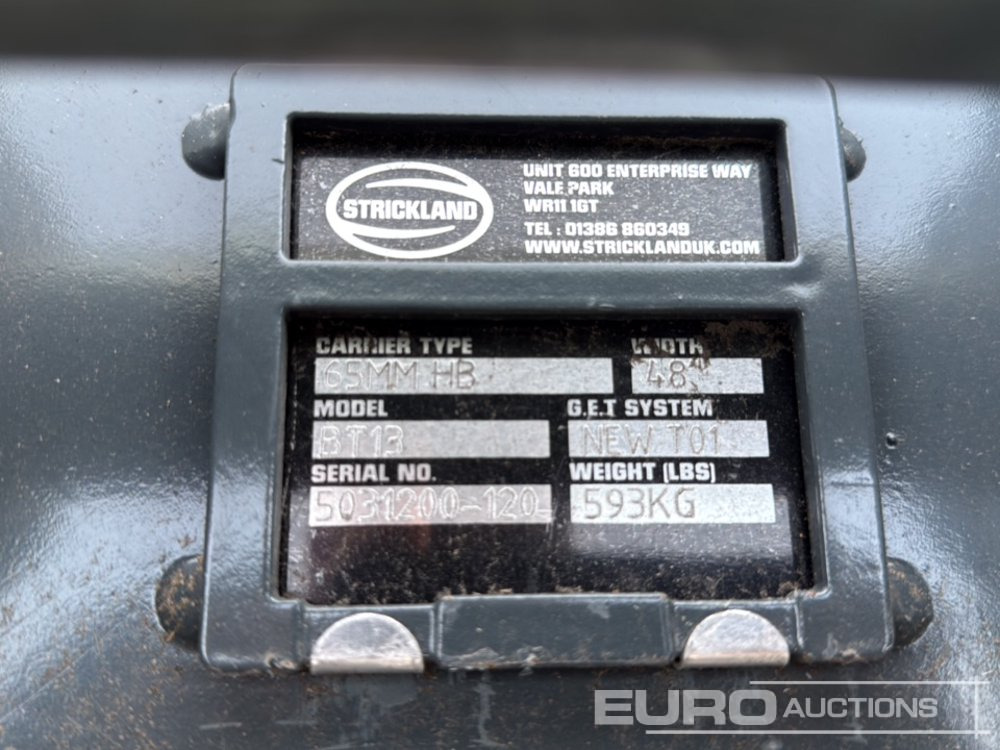 STRICKLAND
UNIT 600 ENTERPRISE WAY
VALE PARK
WR11 1GT
TEL : 01386 860349
WWW.STRICKLANDUK.COM
CARRIER TYPE WIDTH
65MM HB 48"
MODEL G.E.T SYSTEM
BT13 NEW T01
SERIAL NO. WEIGHT (LBS)
5031200-120 593KG
EURO AUCTIONS